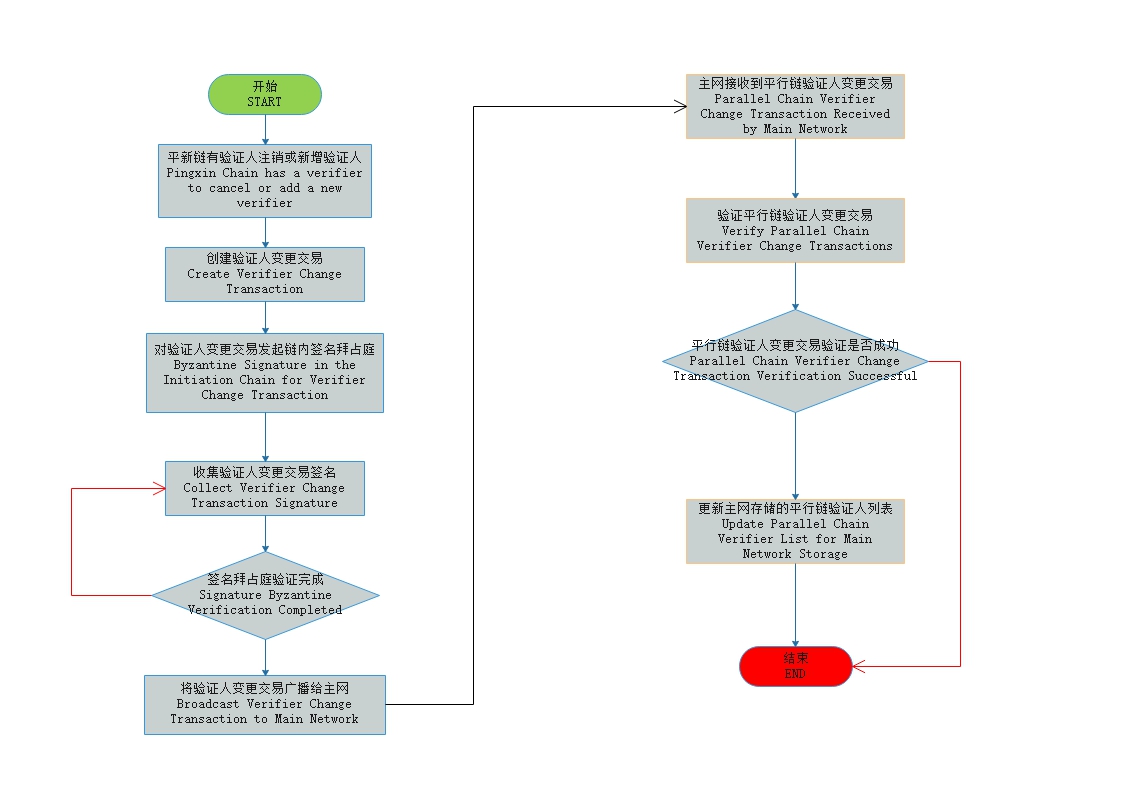 开始
START
平新链有验证人注销或新增验证人
Pingxin Chain has a verifier
to cancel or add a new
verifier
创建验证人变更交易
Create Verifier Change
Transaction
对验证人变更交易发起链内签名拜占庭
Byzantine Signature in the
Initiation Chain for Verifier
Change Transaction
收集验证人变更交易签名
Collect Verifier Change
Transaction Signature
签名拜占庭验证完成
Signature Byzantine
Verification Completed
将验证人变更交易广播给主网
Broadcast Verifier Change
Transaction to Main Network
主网接收到平行链验证人变更交易
Parallel Chain Verifier
Change Transaction Received
by Main Network
验证平行链验证人变更交易
Verify Parallel Chain
Verifier Change Transactions
平行链验证人变更交易验证是否成功
Parallel Chain Verifier Change
Transaction Verification Successful
更新主网存储的平行链验证人列表
Update Parallel Chain
Verifier List for Main
Network Storage
结束
END